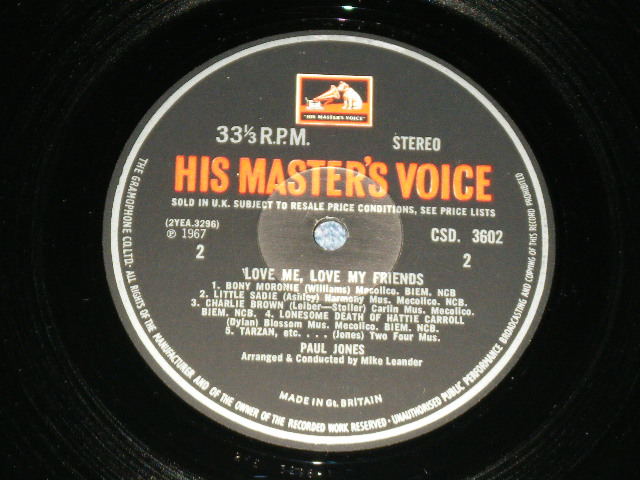 "HIS MASTER'S VOICE"
33⅓ R.P.M.
STEREO
HIS MASTER'S VOICE
SOLD IN U.K. SUBJECT TO RESALE PRICE CONDITIONS, SEE PRICE LISTS
(2YEA.3296)
℗ 1967
2
CSD. 3602
2
LOVE ME, LOVE MY FRIENDS
1. BONY MORONIE (Williams) Mecolico. BIEM. NCB
2. LITTLE SADIE (Ashley) Harmony Mus. Mecolico. NCB.
3. CHARLIE BROWN (Leiber—Stoller) Carlin Mus. Mecolico.
BIEM. NCB. 4. LONESOME DEATH OF HATTIE CARROLL
(Dylan) Blossom Mus. Mecolico. BIEM. NCB.
5. TARZAN, etc. . . . (Jones) Two Four Mus.
PAUL JONES
Arranged & Conducted by Mike Leander
MADE IN GT. BRITAIN
THE GRAMOPHONE CO. LTD. · ALL RIGHTS OF THE MANUFACTURER AND OF THE OWNER OF THE RECORDED WORK RESERVED · UNAUTHORISED PUBLIC PERFORMANCE BROADCASTING AND COPYING OF THIS RECORD PROHIBITED